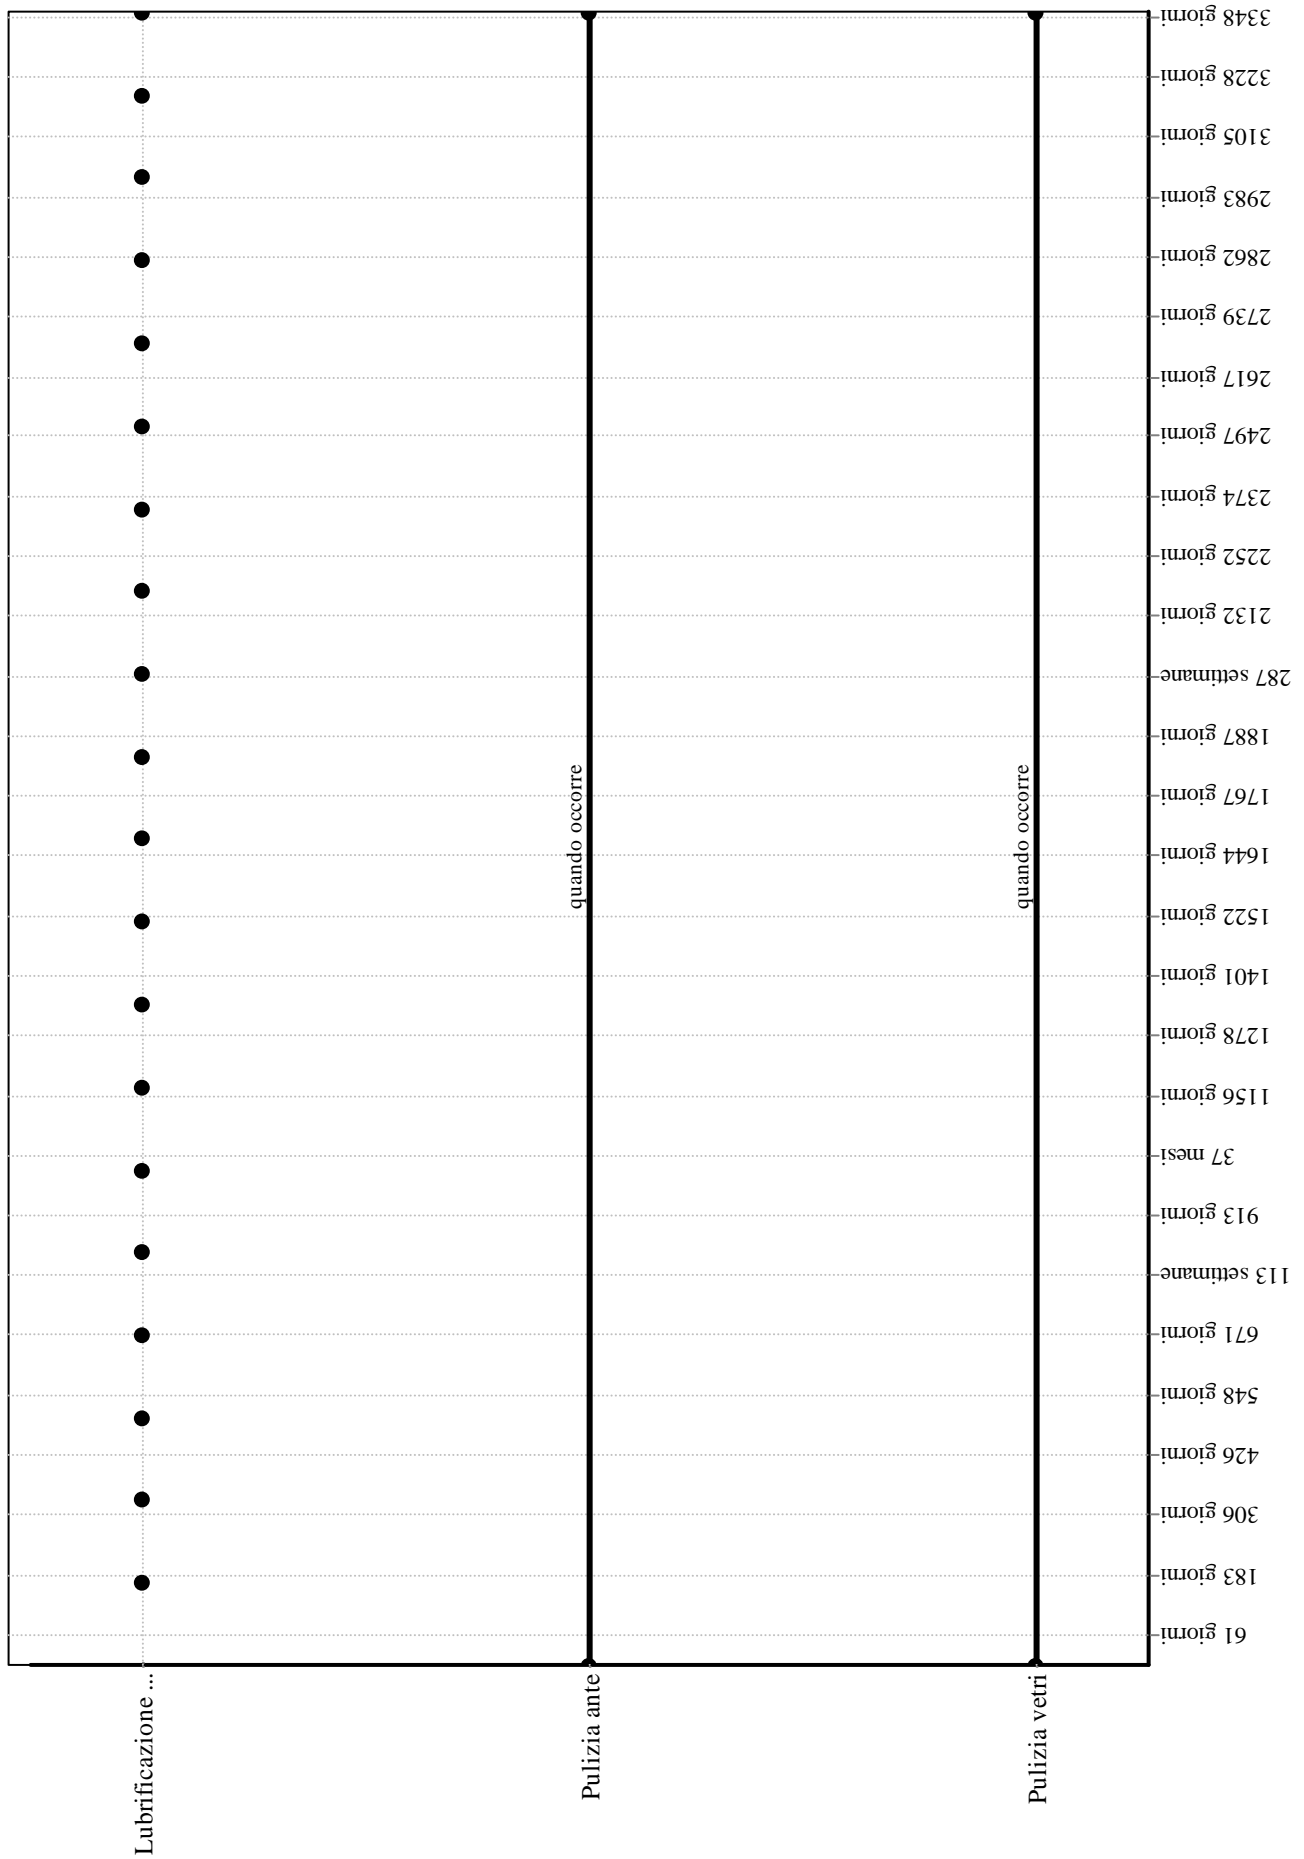 3348 giorni
3228 giorni
3105 giorni
2983 giorni
2862 giorni
2739 giorni
2617 giorni
2497 giorni
2374 giorni
2252 giorni
2132 giorni
287 settimane
1887 giorni
1767 giorni
1644 giorni
1522 giorni
1401 giorni
1278 giorni
1156 giorni
37 mesi
913 giorni
113 settimane
671 giorni
548 giorni
426 giorni
306 giorni
183 giorni
61 giorni
quando occorre
quando occorre
Lubrificazione ...
Pulizia ante
Pulizia vetri